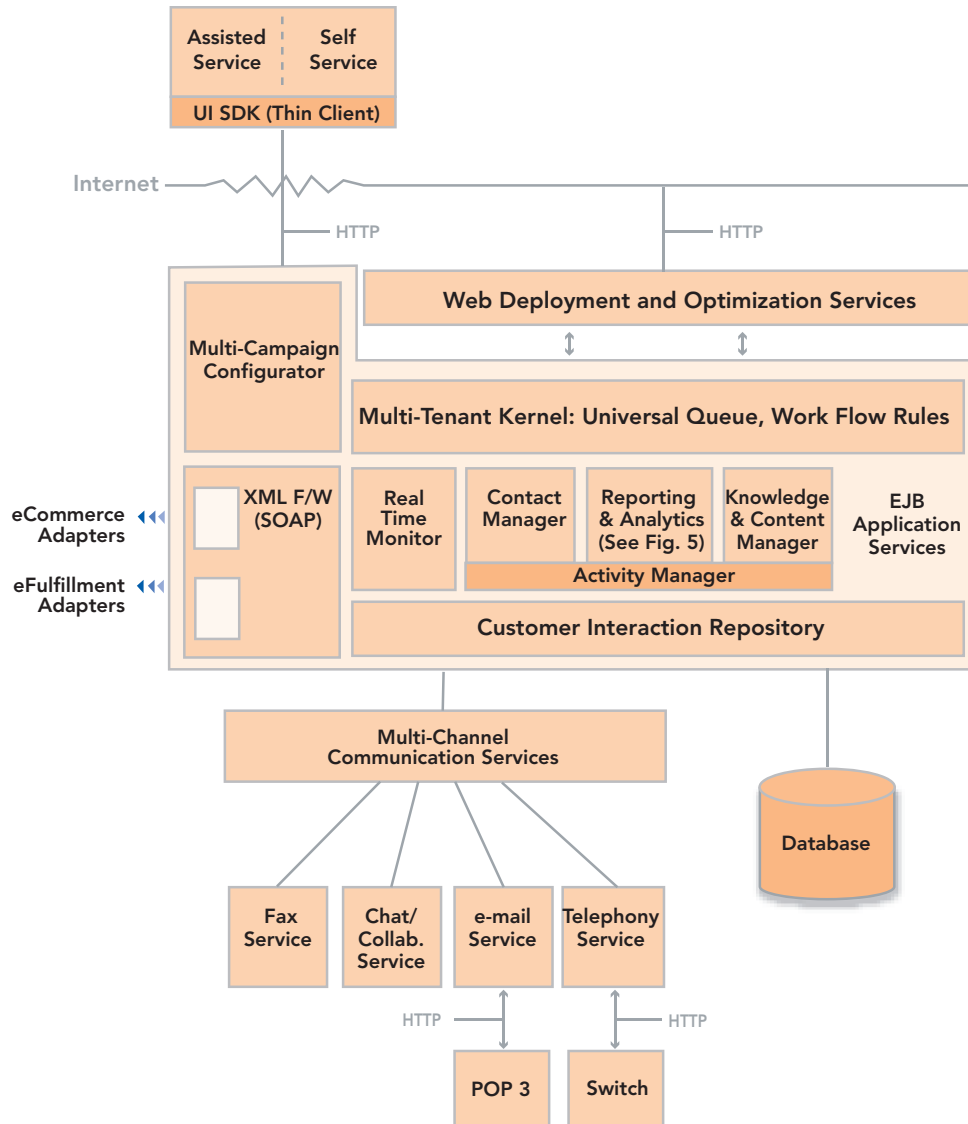 Assisted
Service
Self
Service
UI SDK (Thin Client)
Internet
HTTP
HTTP
Web Deployment and Optimization Services
Multi-Campaign
Configurator
Multi-Tenant Kernel: Universal Queue, Work Flow Rules
eCommerce
Adapters
eFulfillment
Adapters
XML F/W
(SOAP)
Real
Time
Monitor
Contact
Manager
Reporting
& Analytics
(See Fig. 5)
Knowledge
& Content
Manager
Activity Manager
EJB
Application
Services
Customer Interaction Repository
Multi-Channel
Communication Services
Database
Fax
Service
Chat/
Collab.
Service
e-mail
Service
Telephony
Service
HTTP
HTTP
POP 3
Switch